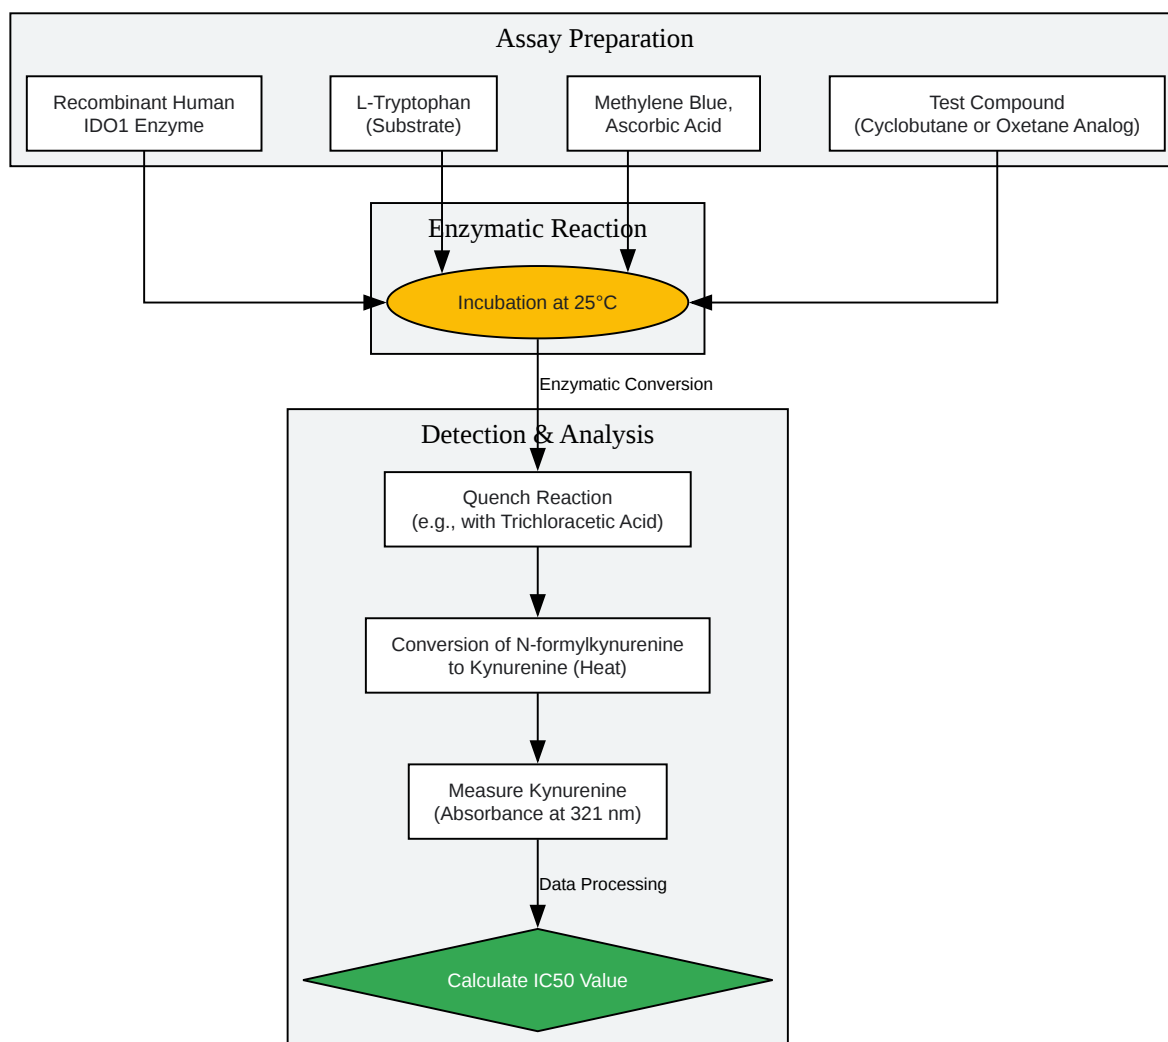 Assay Preparation
Recombinant Human
IDO1 Enzyme
L-Tryptophan
(Substrate)
Methylene Blue,
Ascorbic Acid
Test Compound
(Cyclobutane or Oxetane Analog)
Enzymatic Reaction
Incubation at 25°C
Enzymatic Conversion
Detection & Analysis
Quench Reaction
(e.g., with Trichloracetic Acid)
Conversion of N-formylkynurenine
to Kynurenine (Heat)
Measure Kynurenine
(Absorbance at 321 nm)
Data Processing
Calculate IC50 Value